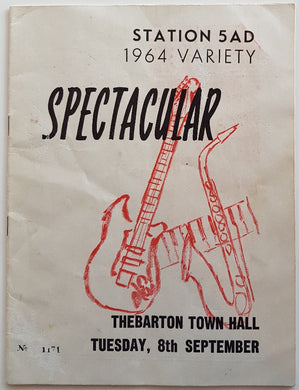 STATION 5AD
1964 VARIETY
SPECTACULAR
THEBARTON TOWN HALL
TUESDAY, 8th SEPTEMBER
No 1171